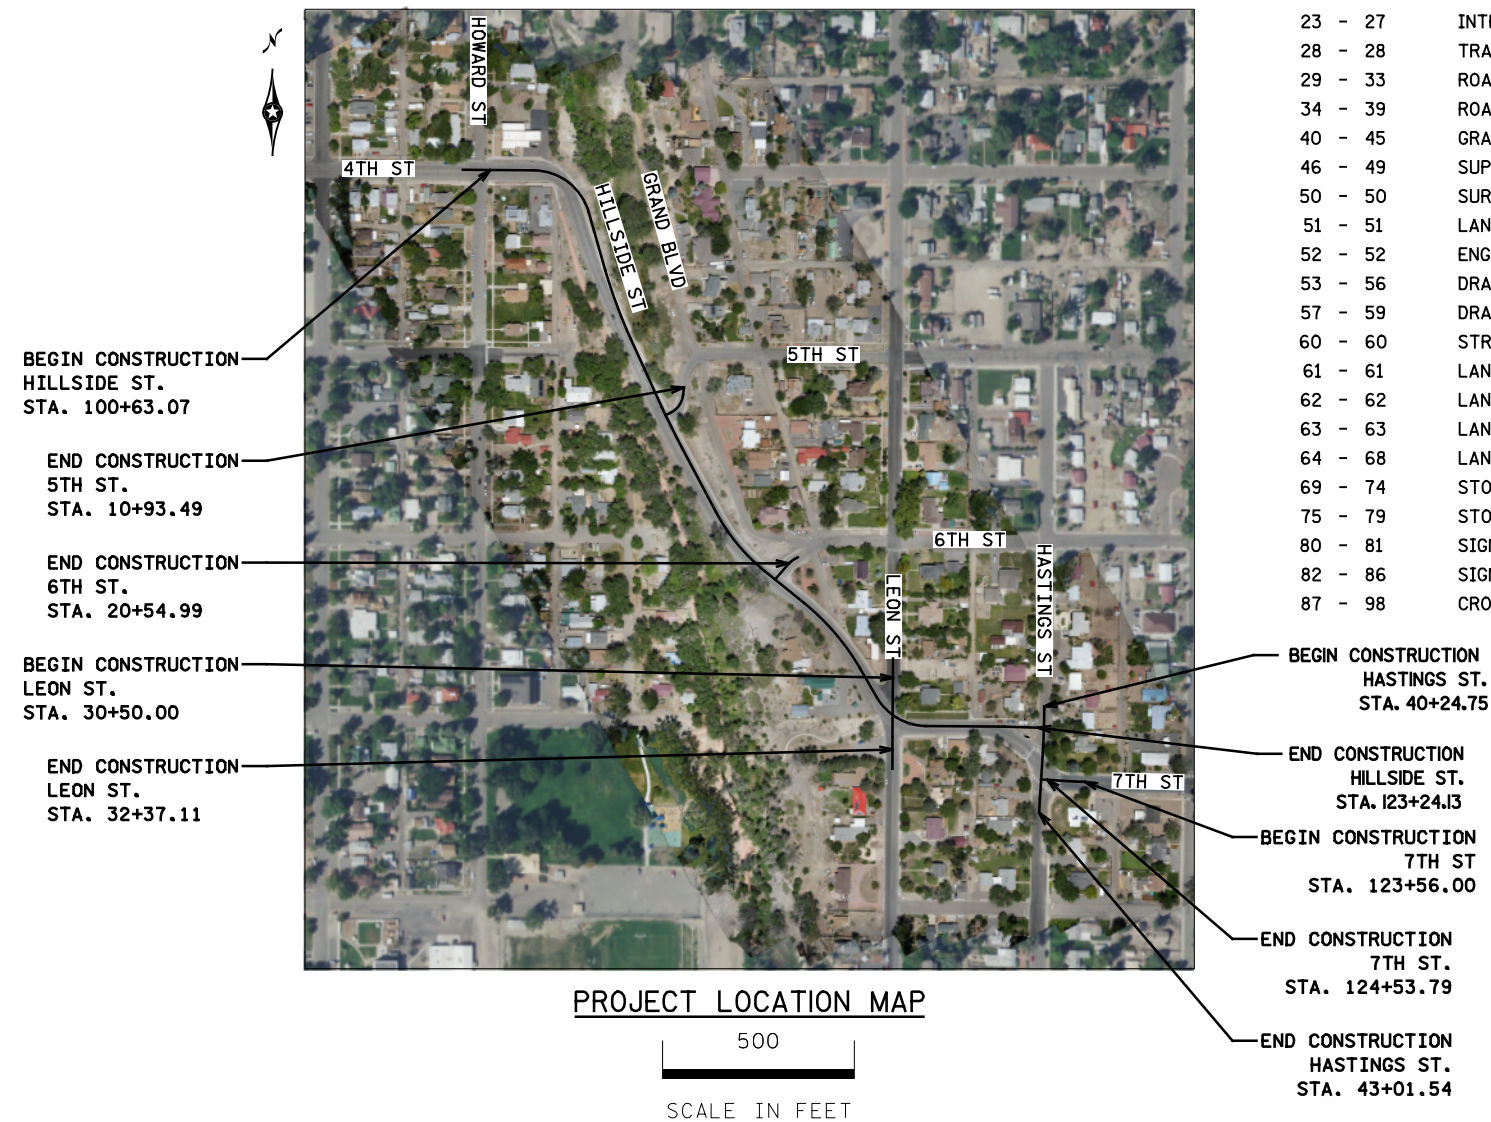 N
HOWARD ST
4TH ST
HILLSIDE ST
GRAND BLVD
5TH ST
6TH ST
LEON ST
HASTINGS ST
7TH ST
BEGIN CONSTRUCTION
HILLSIDE ST.
STA. 100+63.07
END CONSTRUCTION
5TH ST.
STA. 10+93.49
END CONSTRUCTION
6TH ST.
STA. 20+54.99
BEGIN CONSTRUCTION
LEON ST.
STA. 30+50.00
END CONSTRUCTION
LEON ST.
STA. 32+37.11
23 - 27
28 - 28
29 - 33
34 - 39
40 - 45
46 - 49
50 - 50
51 - 51
52 - 52
53 - 56
57 - 59
60 - 60
61 - 61
62 - 62
63 - 63
64 - 68
69 - 74
75 - 79
80 - 81
82 - 86
87 - 98
BEGIN CONSTRUCTION
HASTINGS ST.
STA. 40+24.75
END CONSTRUCTION
HILLSIDE ST.
STA. 123+24.13
BEGIN CONSTRUCTION
7TH ST
STA. 123+56.00
END CONSTRUCTION
7TH ST.
STA. 124+53.79
END CONSTRUCTION
HASTINGS ST.
STA. 43+01.54
PROJECT LOCATION MAP
500
SCALE IN FEET